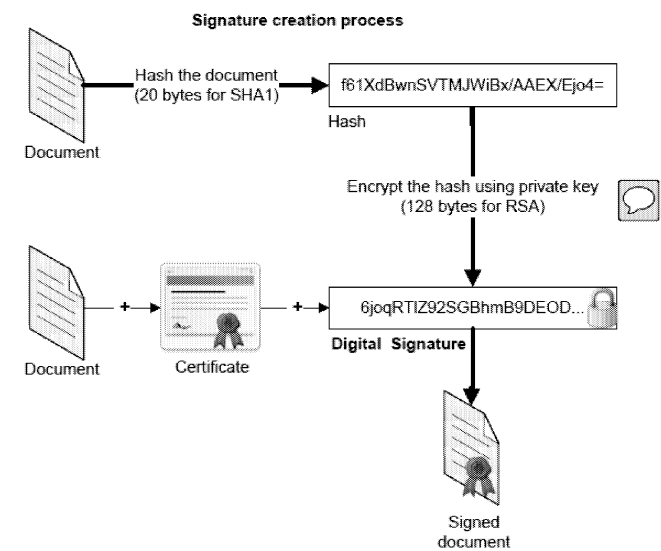 Signature creation process
Hash the document
(20 bytes for SHA1)
f61XdBwnSVTMJWiBx/AAEX/Ejo4=
Hash
Document
Encrypt the hash using private key
(128 bytes for RSA)
+
+
6joqRTlZ92SGBhmB9DEOD...
Digital Signature
Document
Certificate
Signed
document